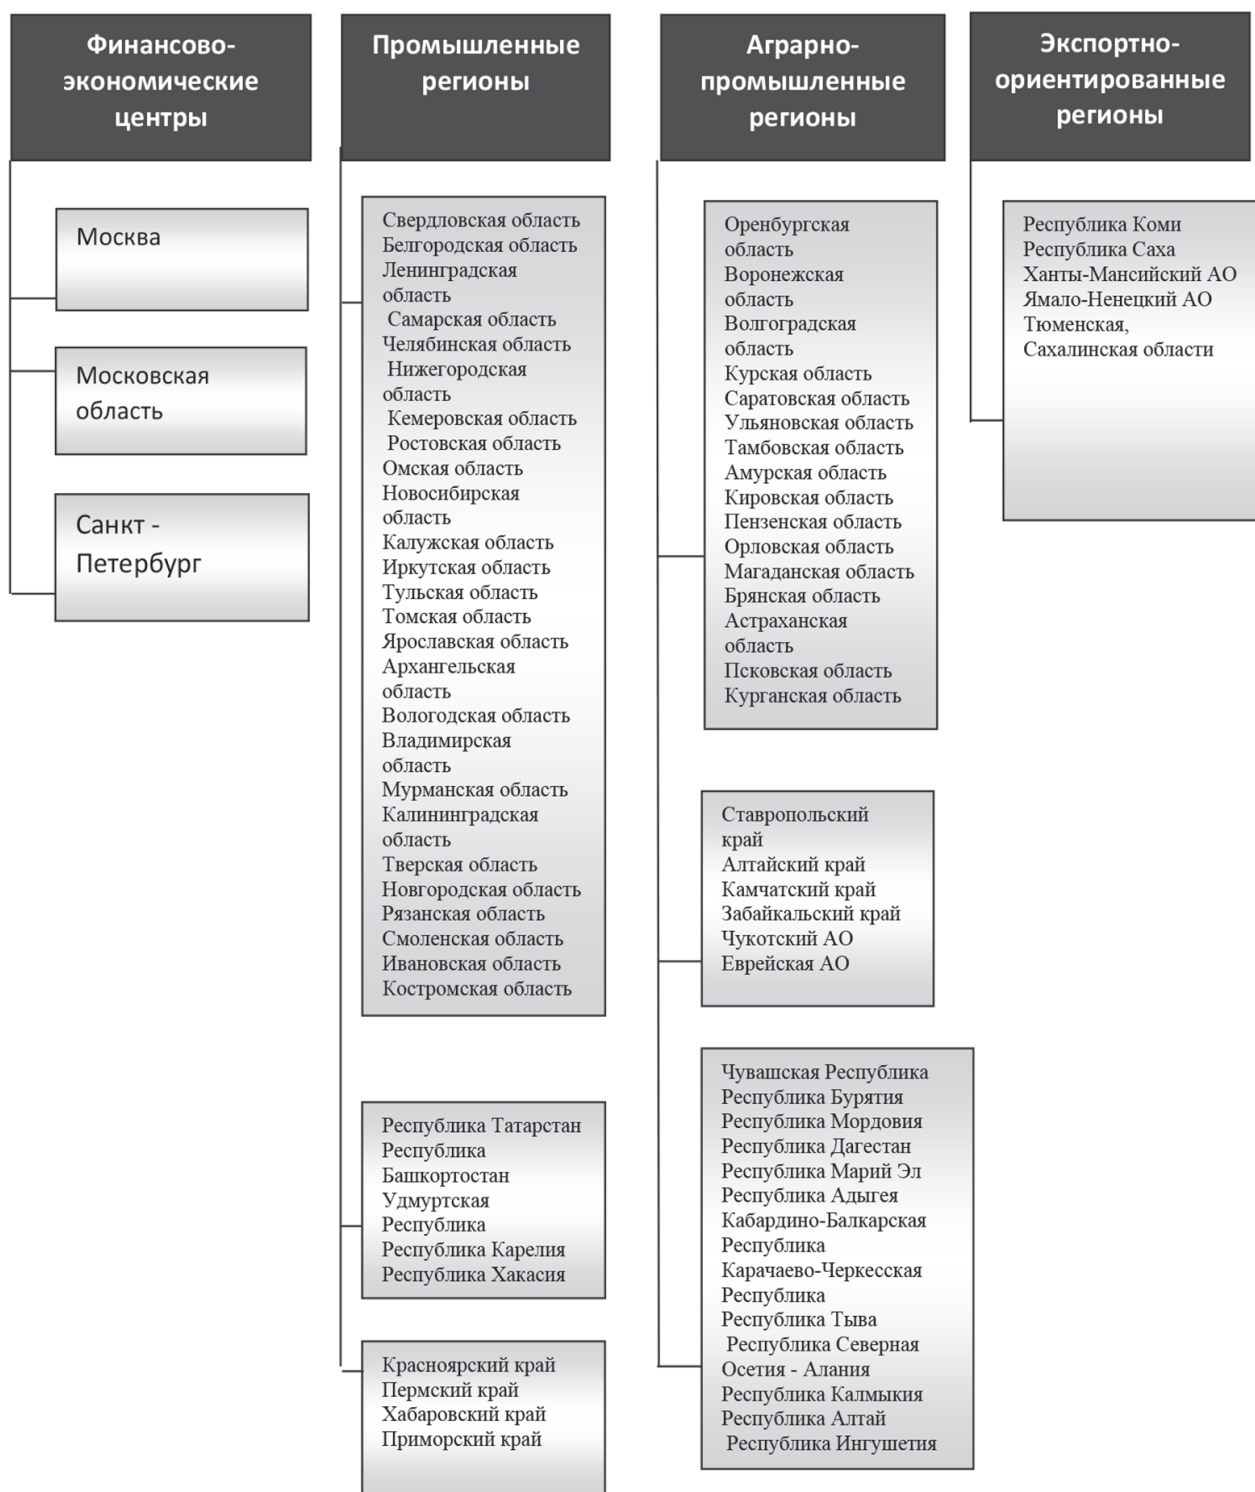 Финансово-
экономические
центры
Москва
Московская
область
Санкт -
Петербург
Промышленные
регионы
Свердловская область
Белгородская область
Ленинградская
область
Самарская область
Челябинская область
Нижегородская
область
Кемеровская область
Ростовская область
Омская область
Новосибирская
область
Калужская область
Иркутская область
Тульская область
Томская область
Ярославская область
Архангельская
область
Вологодская область
Владимирская
область
Мурманская область
Калининградская
область
Тверская область
Новгородская область
Рязанская область
Смоленская область
Ивановская область
Костромская область
Республика Татарстан
Республика
Башкортостан
Удмуртская
Республика
Республика Карелия
Республика Хакасия
Красноярский край
Пермский край
Хабаровский край
Приморский край
Аграрно-
промышленные
регионы
Оренбургская
область
Воронежская
область
Волгоградская
область
Курская область
Саратовская область
Ульяновская область
Тамбовская область
Амурская область
Кировская область
Пензенская область
Орловская область
Магаданская область
Брянская область
Астраханская
область
Псковская область
Курганская область
Ставропольский
край
Алтайский край
Камчатский край
Забайкальский край
Чукотский АО
Еврейская АО
Чувашская Республика
Республика Бурятия
Республика Мордовия
Республика Дагестан
Республика Марий Эл
Республика Адыгея
Кабардино-Балкарская
Республика
Карачаево-Черкесская
Республика
Республика Тыва
Республика Северная
Осетия - Алания
Республика Калмыкия
Республика Алтай
Республика Ингушетия
Экспортно-
ориентированные
регионы
Республика Коми
Республика Саха
Ханты-Мансийский АО
Ямало-Ненецкий АО
Тюменская,
Сахалинская области